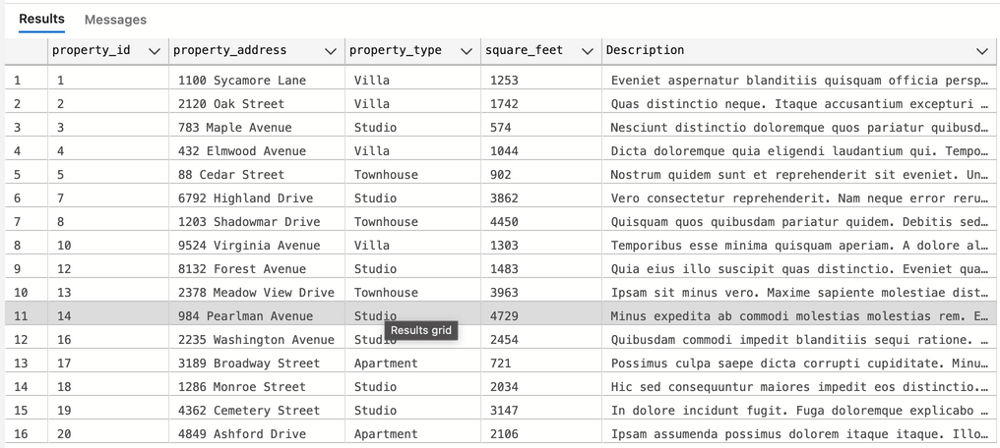 Results Messages
property_id property_address property_type square_feet Description
1 1 1100 Sycamore Lane Villa 1253 Eveniet aspernatur blanditiis quisquam officia persp…
2 2 2120 Oak Street Villa 1742 Quas distinctio neque. Itaque accusantium excepturi …
3 3 783 Maple Avenue Studio 574 Nesciunt distinctio doloremque quos pariatur quibusd…
4 4 432 Elmwood Avenue Villa 1044 Dicta doloremque quia eligendi laudantium qui. Tempo…
5 5 88 Cedar Street Townhouse 902 Nostrum quidem sunt et reprehenderit sit eveniet. Un…
6 7 6792 Highland Drive Studio 3862 Vero consectetur reprehenderit. Nam neque error reru…
7 8 1203 Shadowmar Drive Townhouse 4450 Quisquam quos quibusdam pariatur quidem. Debitis sed…
8 10 9524 Virginia Avenue Villa 1303 Temporibus esse minima quisquam aperiam. A dolore al…
9 12 8132 Forest Avenue Studio 1483 Quia eius illo suscipit quas distinctio. Eveniet qua…
10 13 2378 Meadow View Drive Townhouse 3963 Ipsam sit minus vero. Maxime sapiente molestiae dist…
11 14 984 Pearlman Avenue Studio 4729 Minus expedita ab commodi molestias molestias rem. E…
Results grid
12 16 2235 Washington Avenue Studio 2454 Quibusdam commodi impedit blanditiis sequi ratione. …
13 17 3189 Broadway Street Apartment 721 Possimus culpa saepe dicta corrupti cupiditate. Minu…
14 18 1286 Monroe Street Studio 2034 Hic sed consequuntur maiores impedit eos distinctio.…
15 19 4362 Cemetery Street Studio 3147 In dolore incidunt fugit. Fuga doloremque explicabo …
16 20 4849 Ashford Drive Apartment 2106 Ipsam assumenda possimus dolorem itaque itaque. Illo…